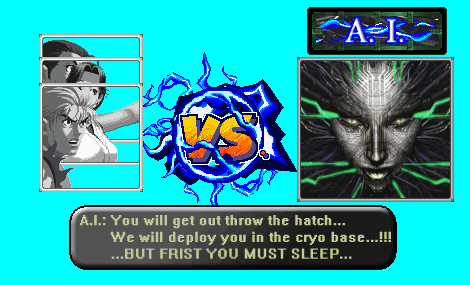 A. I.
VS.
A.I.: You will get out throw the hatch...
We will deploy you in the cryo base...!!!
...BUT FRIST YOU MUST SLEEP...